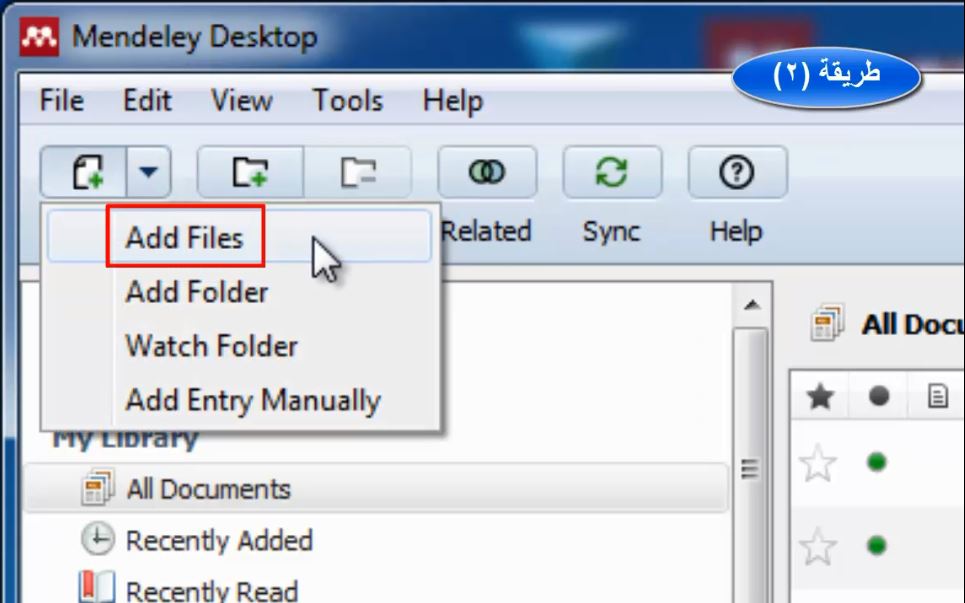 Mendeley Desktop
طريقة (٢)
File Edit View Tools Help
Related Sync Help
Add Files
Add Folder
Watch Folder
Add Entry Manually
All Docu
My Library
All Documents
Recently Added
Recently Read